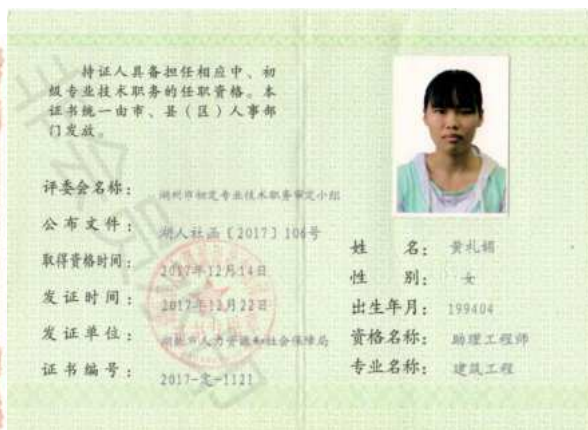 持证人具备担任相应中、初
级专业技术职务的任职资格。本
证书统一由市、县（区）人事部
门发放。
评委会名称：湖州市初定专业技术职务审定小组
公布文件：湖人社函〔2017〕106号
取得资格时间：2017年12月14日
发证时间：2017年12月22日
发证单位：湖州市人力资源和社会保障局
证书编号：2017-定-1121
姓名：黄礼娟
性别：女
出生年月：199404
资格名称：助理工程师
专业名称：建筑工程